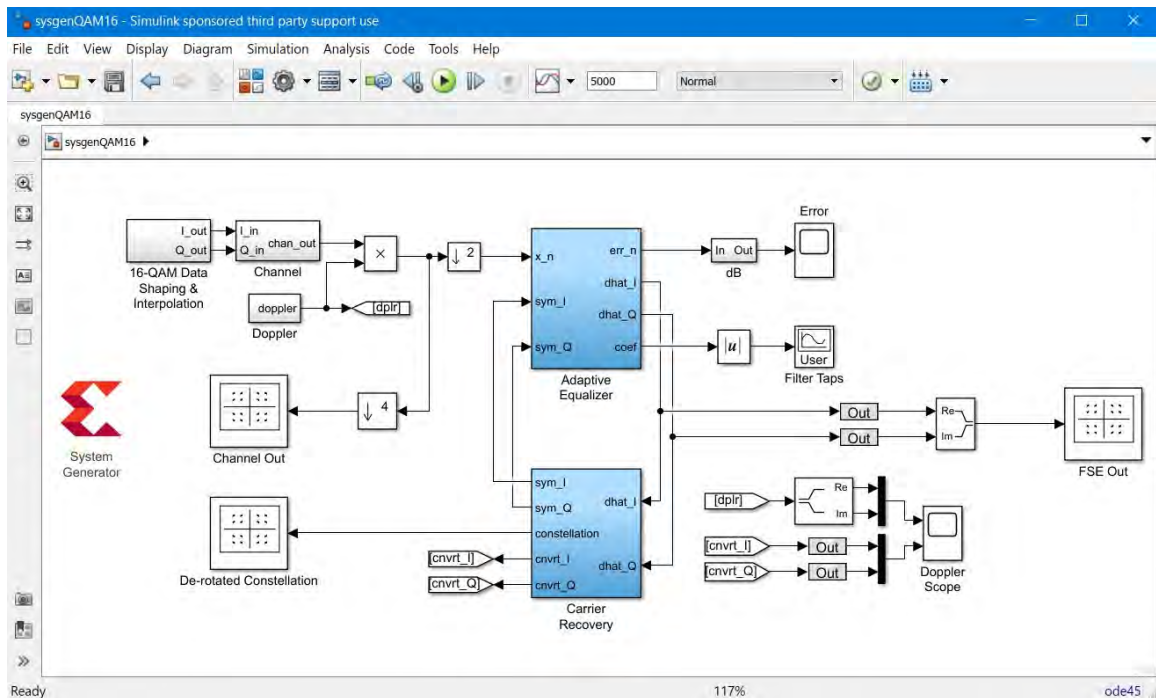 sysgenQAM16 - Simulink sponsored third party support use
File Edit View Display Diagram Simulation Analysis Code Tools Help
5000 Normal
sysgenQAM16
sysgenQAM16
I_out
Q_out
16-QAM Data
Shaping &
Interpolation
I_in
Q_in
chan_out
Channel
×
doppler
Doppler
[dplr]
↓ 2
x_n
sym_I
sym_Q
err_n
dhat_I
dhat_Q
coef
Adaptive
Equalizer
In Out
dB
Error
|u|
User
Filter Taps
System
Generator
Channel Out
↓ 4
De-rotated Constellation
sym_I
sym_Q
constellation
cnvrt_I
cnvrt_Q
dhat_I
dhat_Q
Carrier
Recovery
[cnvrt_I]
[cnvrt_Q]
Out
Out
Re
Im
FSE Out
[dplr]
Re
Im
[cnvrt_I]
Out
[cnvrt_Q]
Out
Doppler
Scope
Ready 117% ode45